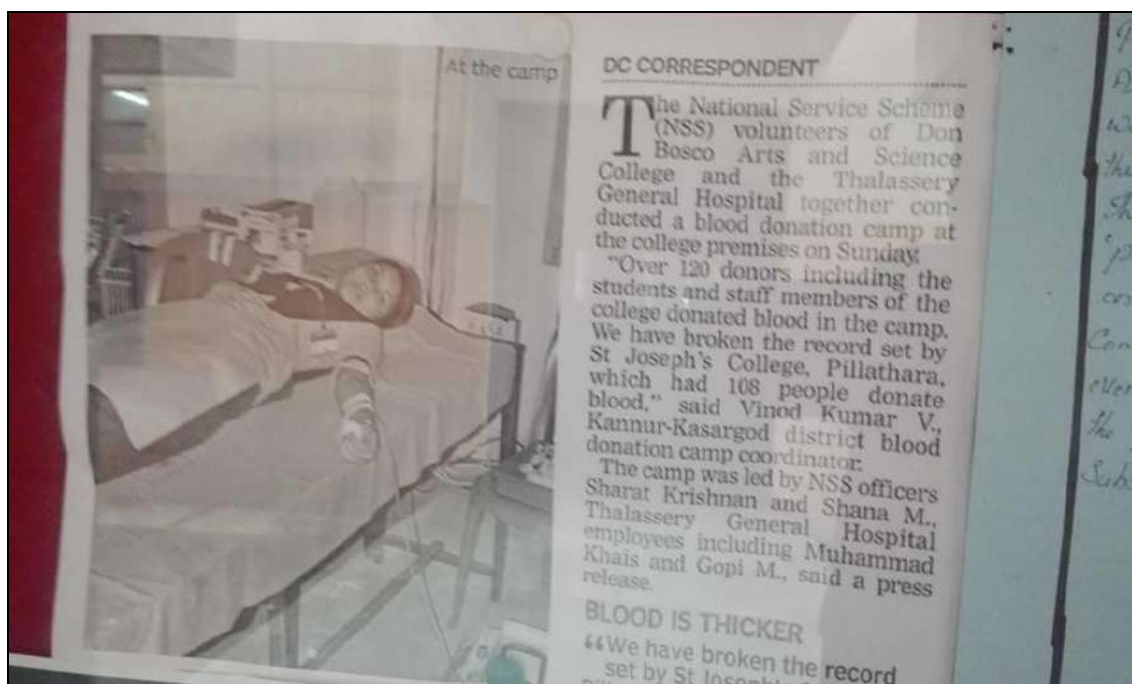 At the camp
DC CORRESPONDENT
The National Service Scheme
(NSS) volunteers of Don
Bosco Arts and Science
College and the Thalassery
General Hospital together con-
ducted a blood donation camp at
the college premises on Sunday.
“Over 120 donors including the
students and staff members of the
college donated blood in the camp.
We have broken the record set by
St Joseph’s College, Pillathara,
which had 108 people donate
blood,” said Vinod Kumar V.,
Kannur-Kasargod district blood
donation camp coordinator.
The camp was led by NSS officers
Sharat Krishnan and Shana M.,
Thalassery General Hospital
employees including Muhammad
Khais and Gopi M., said a press
release.
BLOOD IS THICKER
“We have broken the record
set by St Joseph's
the
on
the